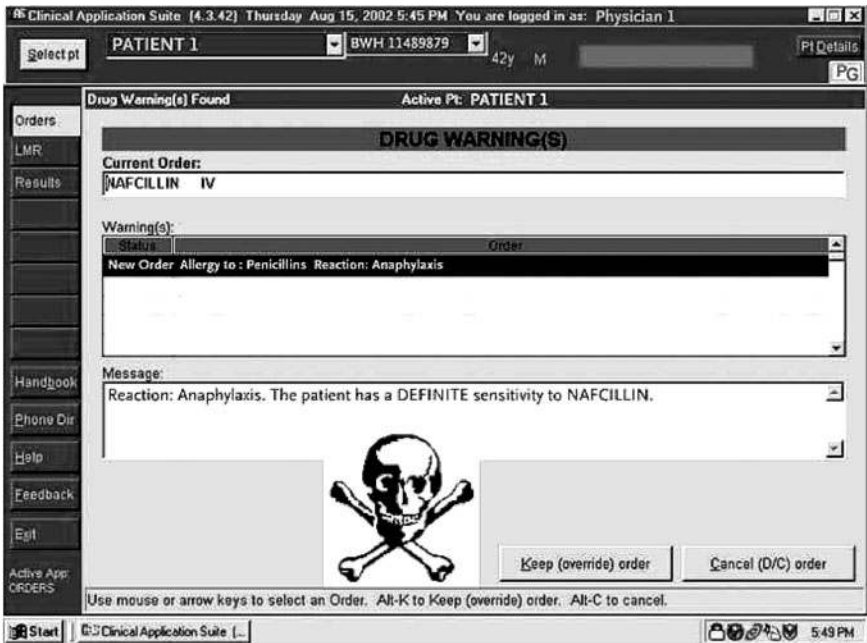 Clinical Application Suite (4.3.42) Thursday Aug 15, 2002 5:45 PM You are logged in as: Physician 1
Select pt
PATIENT 1
BWH 11489879
42y M
Pt Details
PG
Drug Warning(s) Found Active Pt: PATIENT 1
Orders
LMR
Results
Handbook
Phone Dir
Help
Feedback
Exit
Active App:
ORDERS
DRUG WARNING(S)
Current Order:
NAFCILLIN IV
Warning(s):
Status Order
New Order Allergy to : Penicillins Reaction: Anaphylaxis
Message:
Reaction: Anaphylaxis. The patient has a DEFINITE sensitivity to NAFCILLIN.
Keep (override) order
Cancel (D/C) order
Use mouse or arrow keys to select an Order. Alt-K to Keep (override) order. Alt-C to cancel.
Start
Clinical Application Suite (...
5:49 PM